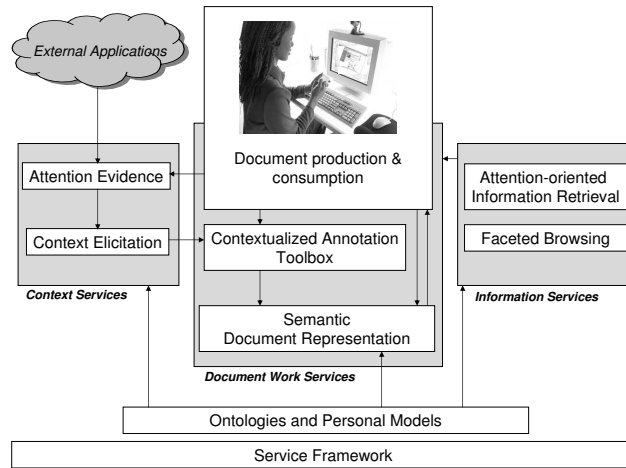 External Applications
Document production &
consumption
Attention Evidence
Context Elicitation
Context Services
Contextualized Annotation
Toolbox
Semantic
Document Representation
Document Work Services
Attention-oriented
Information Retrieval
Faceted Browsing
Information Services
Ontologies and Personal Models
Service Framework